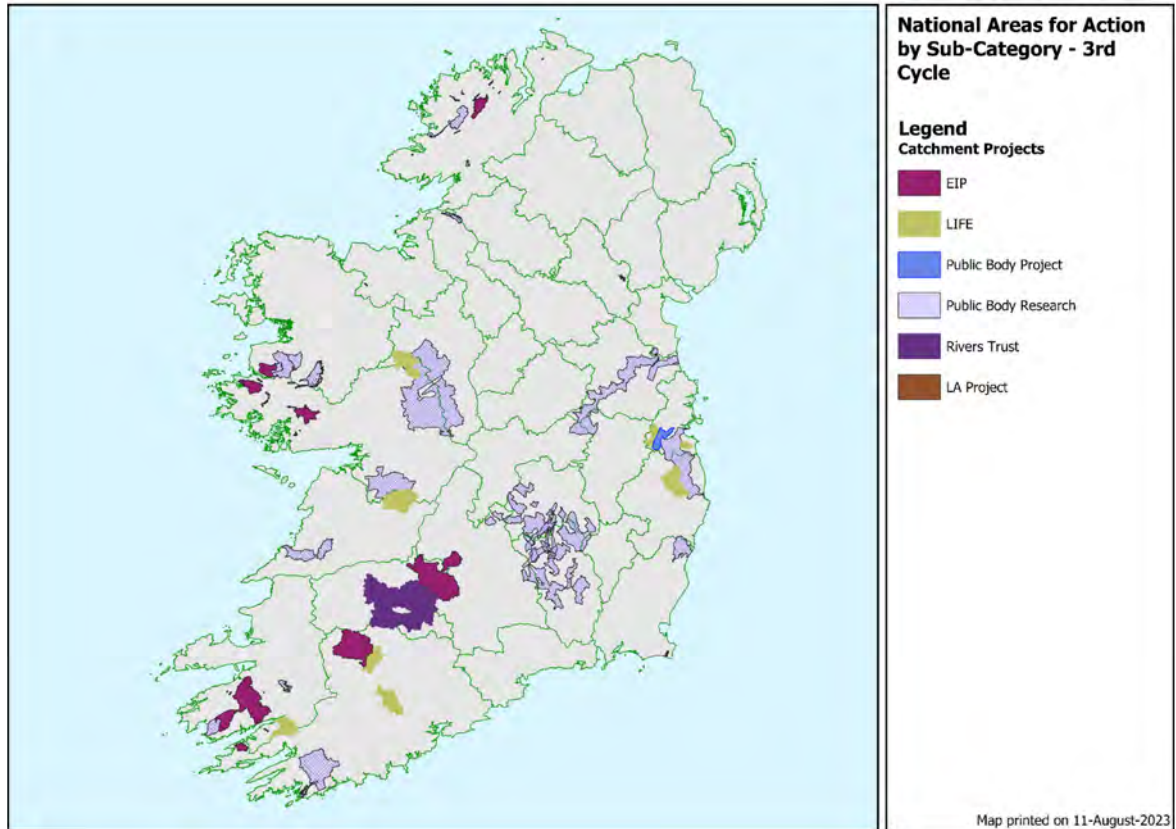 National Areas for Action
by Sub-Category - 3rd
Cycle
Legend
Catchment Projects
EIP
LIFE
Public Body Project
Public Body Research
Rivers Trust
LA Project
Map printed on 11-August-2023